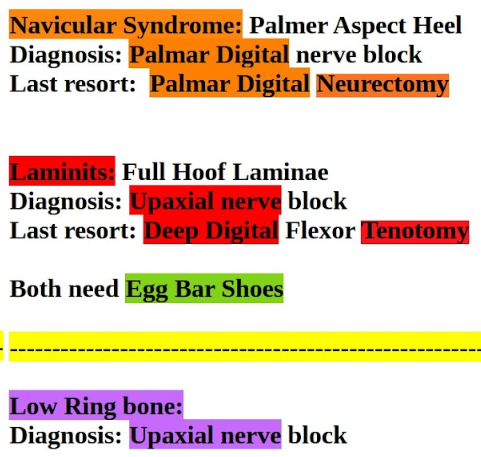 Navicular Syndrome: Palmer Aspect Heel
Diagnosis: Palmar Digital nerve block
Last resort: Palmar Digital Neurectomy
Laminits: Full Hoof Laminae
Diagnosis: Upaxial nerve block
Last resort: Deep Digital Flexor Tenotomy
Both need Egg Bar Shoes
--------------------------------------------------------
Low Ring bone:
Diagnosis: Upaxial nerve block